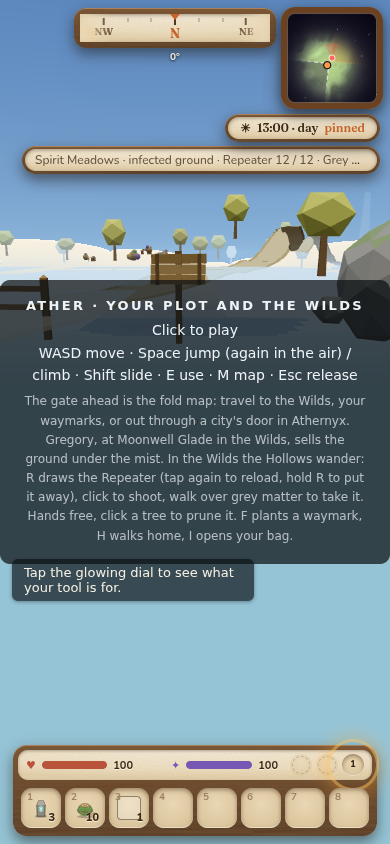 NW N NE
0°
13:00 · day pinned
Spirit Meadows · infected ground · Repeater 12 / 12 · Grey ...
ATHER · YOUR PLOT AND THE WILDS
Click to play
WASD move · Space jump (again in the air) /
climb · Shift slide · E use · M map · Esc release
The gate ahead is the fold map: travel to the Wilds, your
waymarks, or out through a city's door in Athernyx.
Gregory, at Moonwell Glade in the Wilds, sells the
ground under the mist. In the Wilds the Hollows wander:
R draws the Repeater (tap again to reload, hold R to put
it away), click to shoot, walk over grey matter to take it.
Hands free, click a tree to prune it. F plants a waymark,
H walks home, I opens your bag.
Tap the glowing dial to see what
your tool is for.
100 100 1
1 2 3 4 5 6 7 8
3 10 1